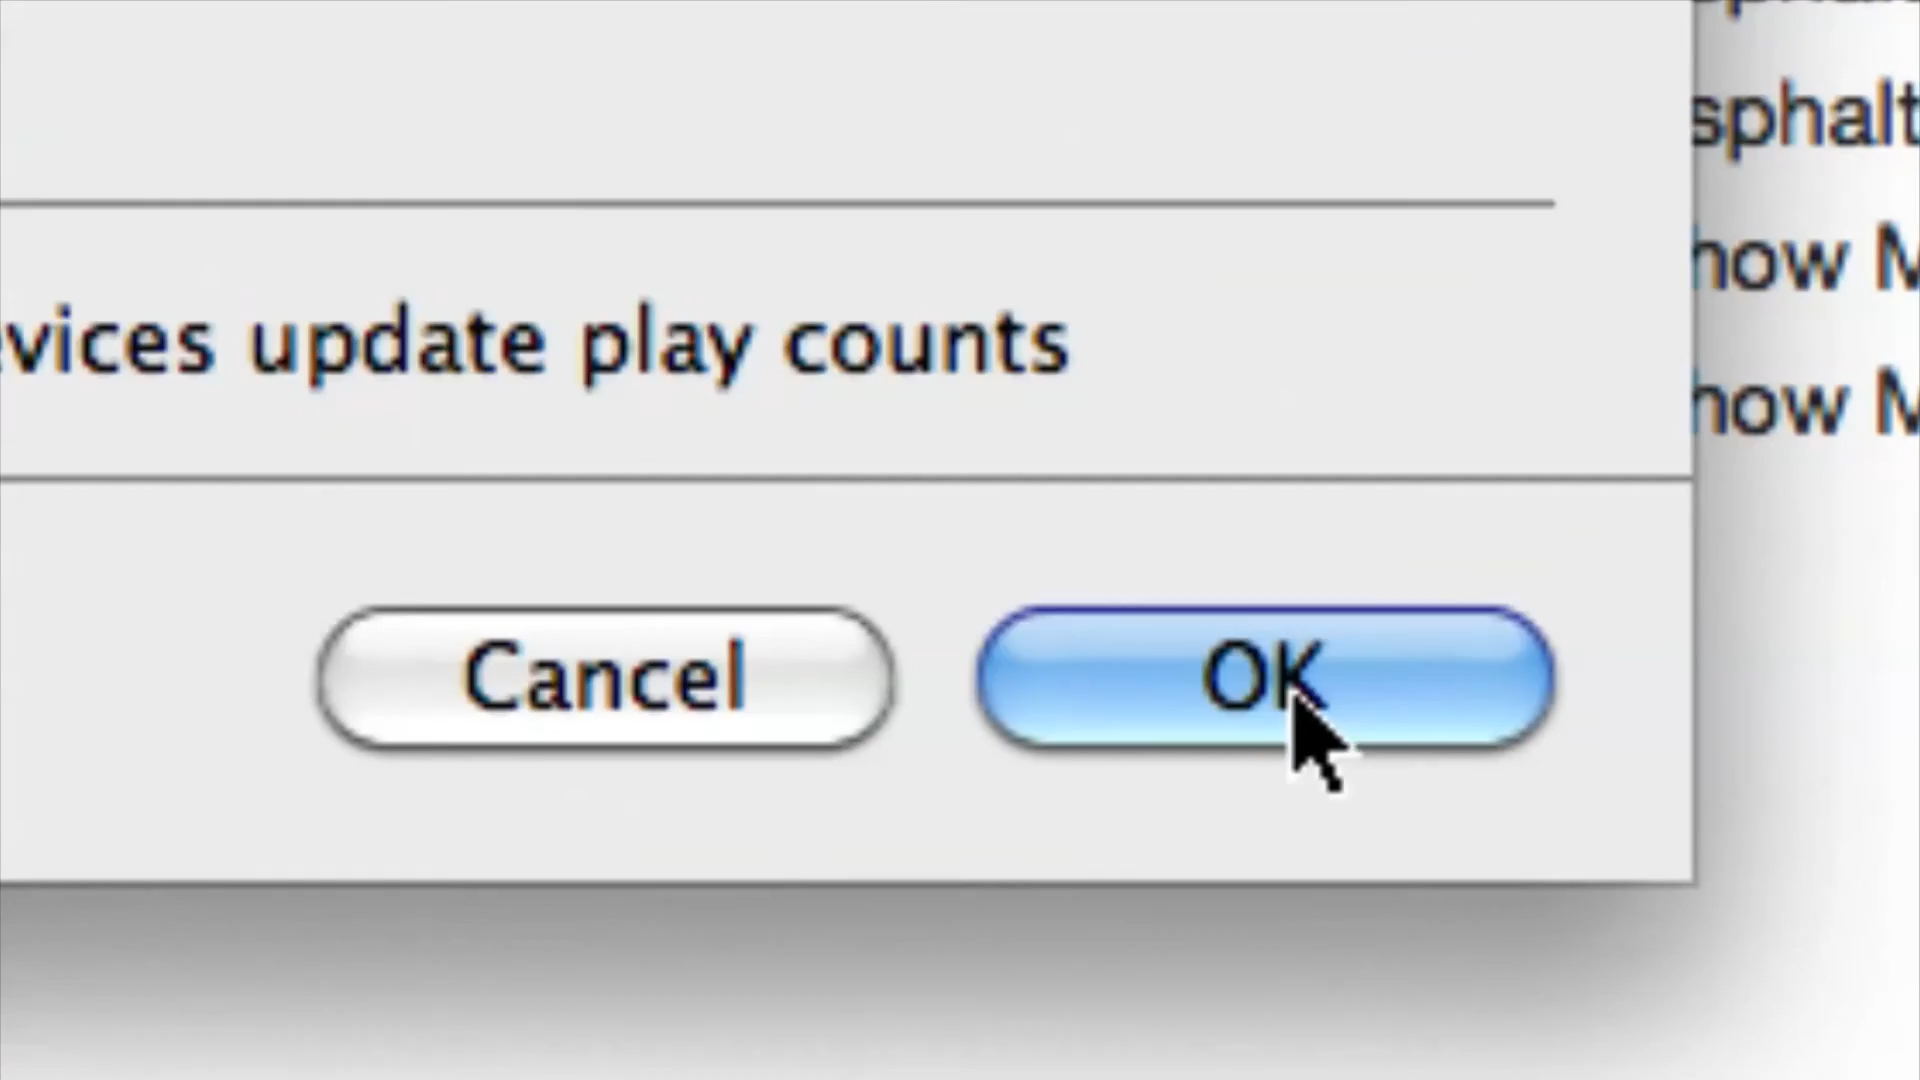 sphalt
how M
how M
vices update play counts
Cancel
OK